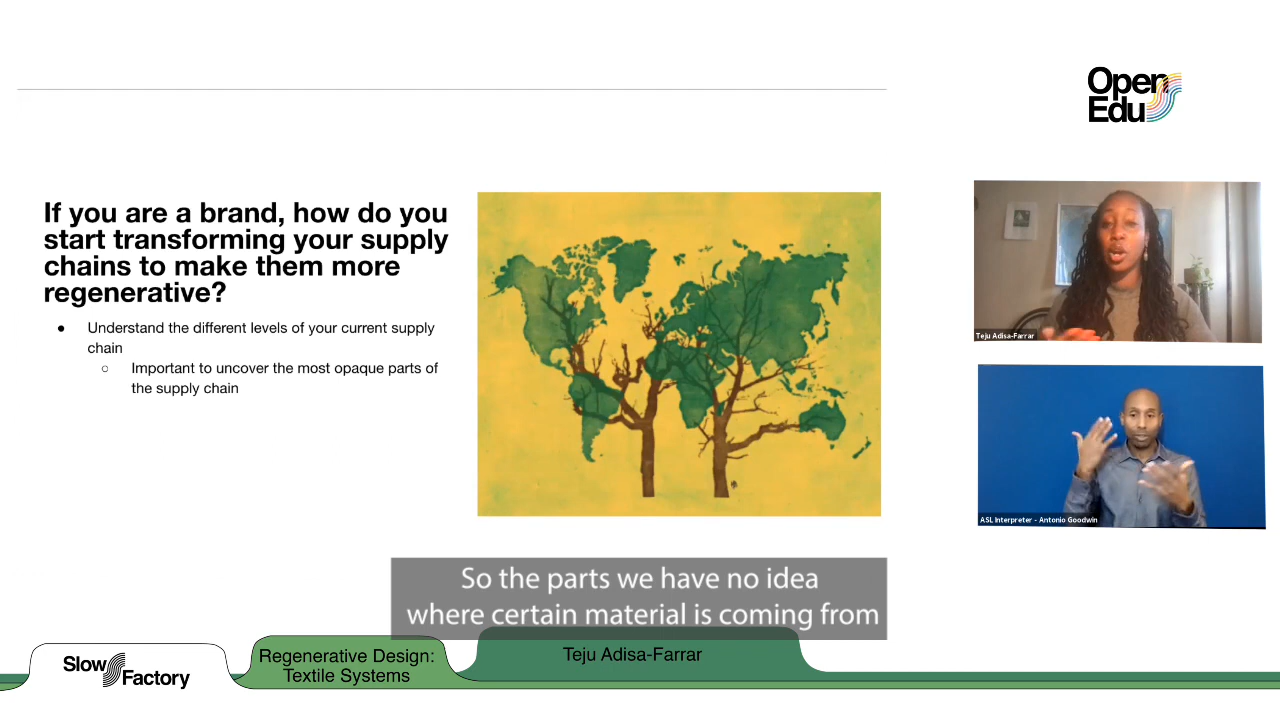 Open
Edu
If you are a brand, how do you
start transforming your supply
chains to make them more
regenerative?
● Understand the different levels of your current supply
chain
○ Important to uncover the most opaque parts of
the supply chain
Teju Adisa-Farrar
ASL Interpreter - Antonio Goodwin
So the parts we have no idea
where certain material is coming from
Slow
Factory
Regenerative Design:
Textile Systems
Teju Adisa-Farrar